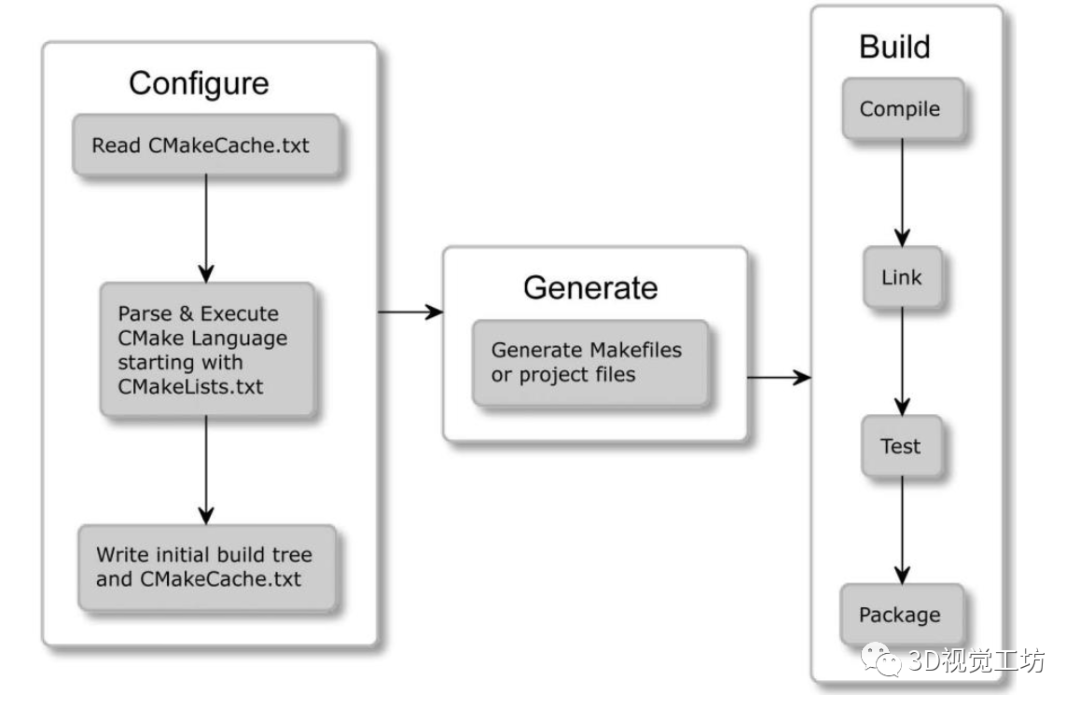 Configure
Read CMakeCache.txt
Parse & Execute
CMake Language
starting with
CMakeLists.txt
Write initial build tree
and CMakeCache.txt
Generate
Generate Makefiles
or project files
Build
Compile
Link
Test
Package
3D视觉工坊